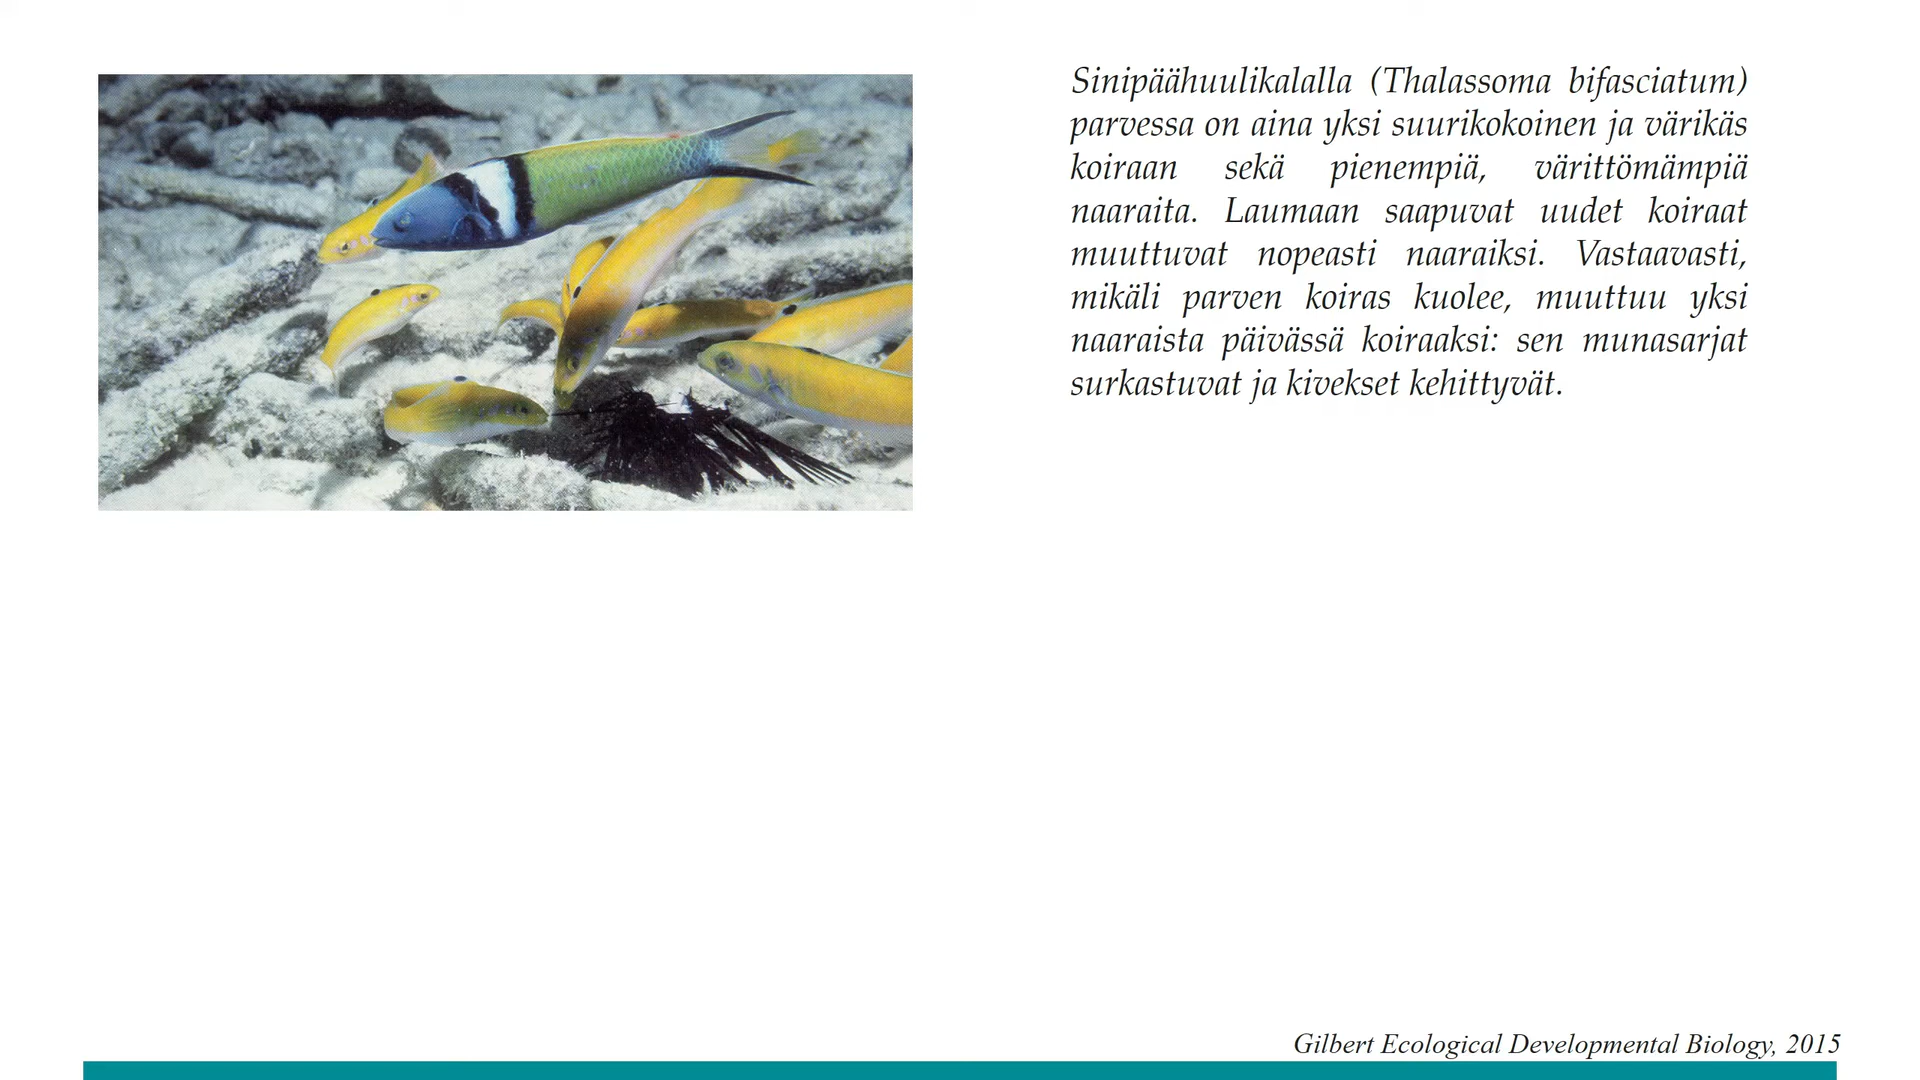 Sinipäähuulikalalla (Thalassoma bifasciatum)
parvessa on aina yksi suurikokoinen ja värikäs
koiraan sekä pienempiä, värittömämpiä
naaraita. Laumaan saapuvat uudet koiraat
muuttuvat nopeasti naaraiksi. Vastaavasti,
mikäli parven koiras kuolee, muuttuu yksi
naaraista päivässä koiraaksi: sen munasarjat
surkastuvat ja kivekset kehittyvät.
Gilbert Ecological Developmental Biology, 2015